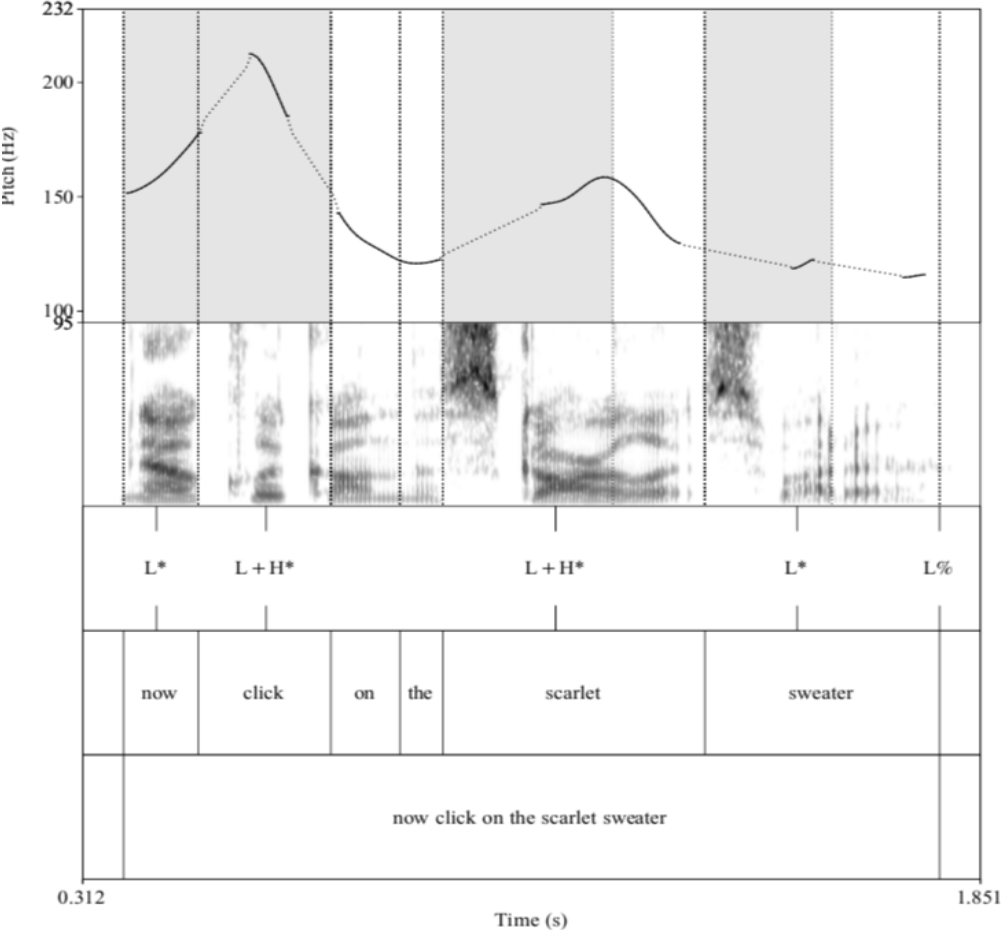 232
200
150
100
95
Pitch (Hz)
L* L + H* L + H* L* L%
now click on the scarlet sweater
now click on the scarlet sweater
0.312 1.851
Time (s)